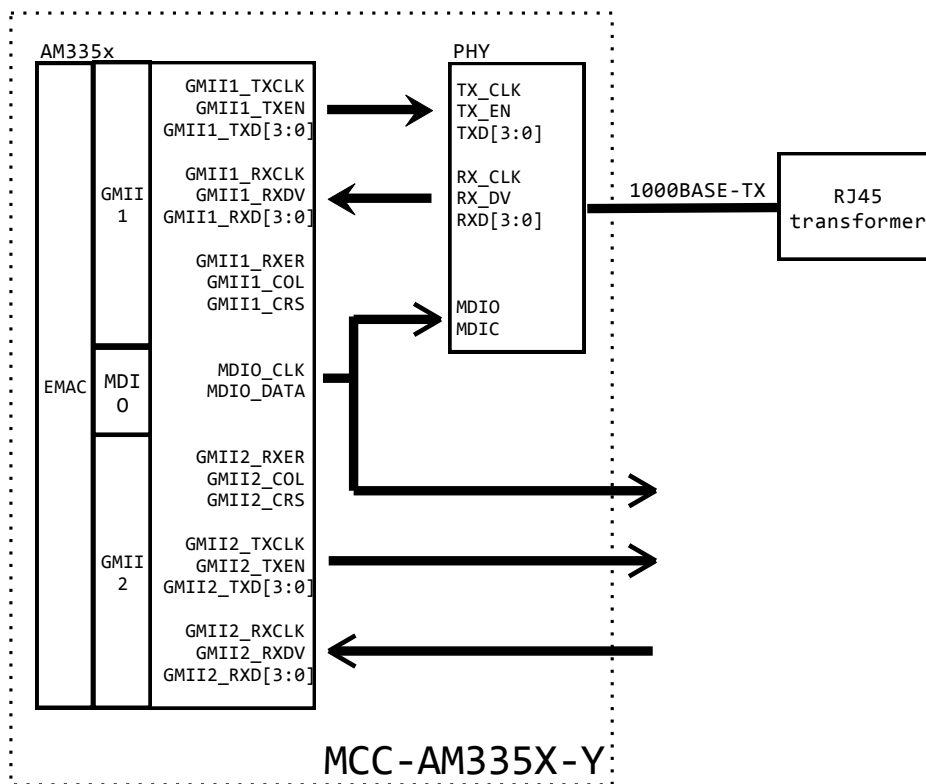 AM335x
PHY
GMII1_TXCLK
GMII1_TXEN
GMII1_TXD[3:0]
TX_CLK
TX_EN
TXD[3:0]
GMII
1
GMII1_RXCLK
GMII1_RXDV
GMII1_RXD[3:0]
RX_CLK
RX_DV
RXD[3:0]
1000BASE-TX
RJ45
transformer
GMII1_RXER
GMII1_COL
GMII1_CRS
MDIO
MDIC
EMAC
MDI
O
MDIO_CLK
MDIO_DATA
GMII2_RXER
GMII2_COL
GMII2_CRS
GMII
2
GMII2_TXCLK
GMII2_TXEN
GMII2_TXD[3:0]
GMII2_RXCLK
GMII2_RXDV
GMII2_RXD[3:0]
MCC-AM335X-Y